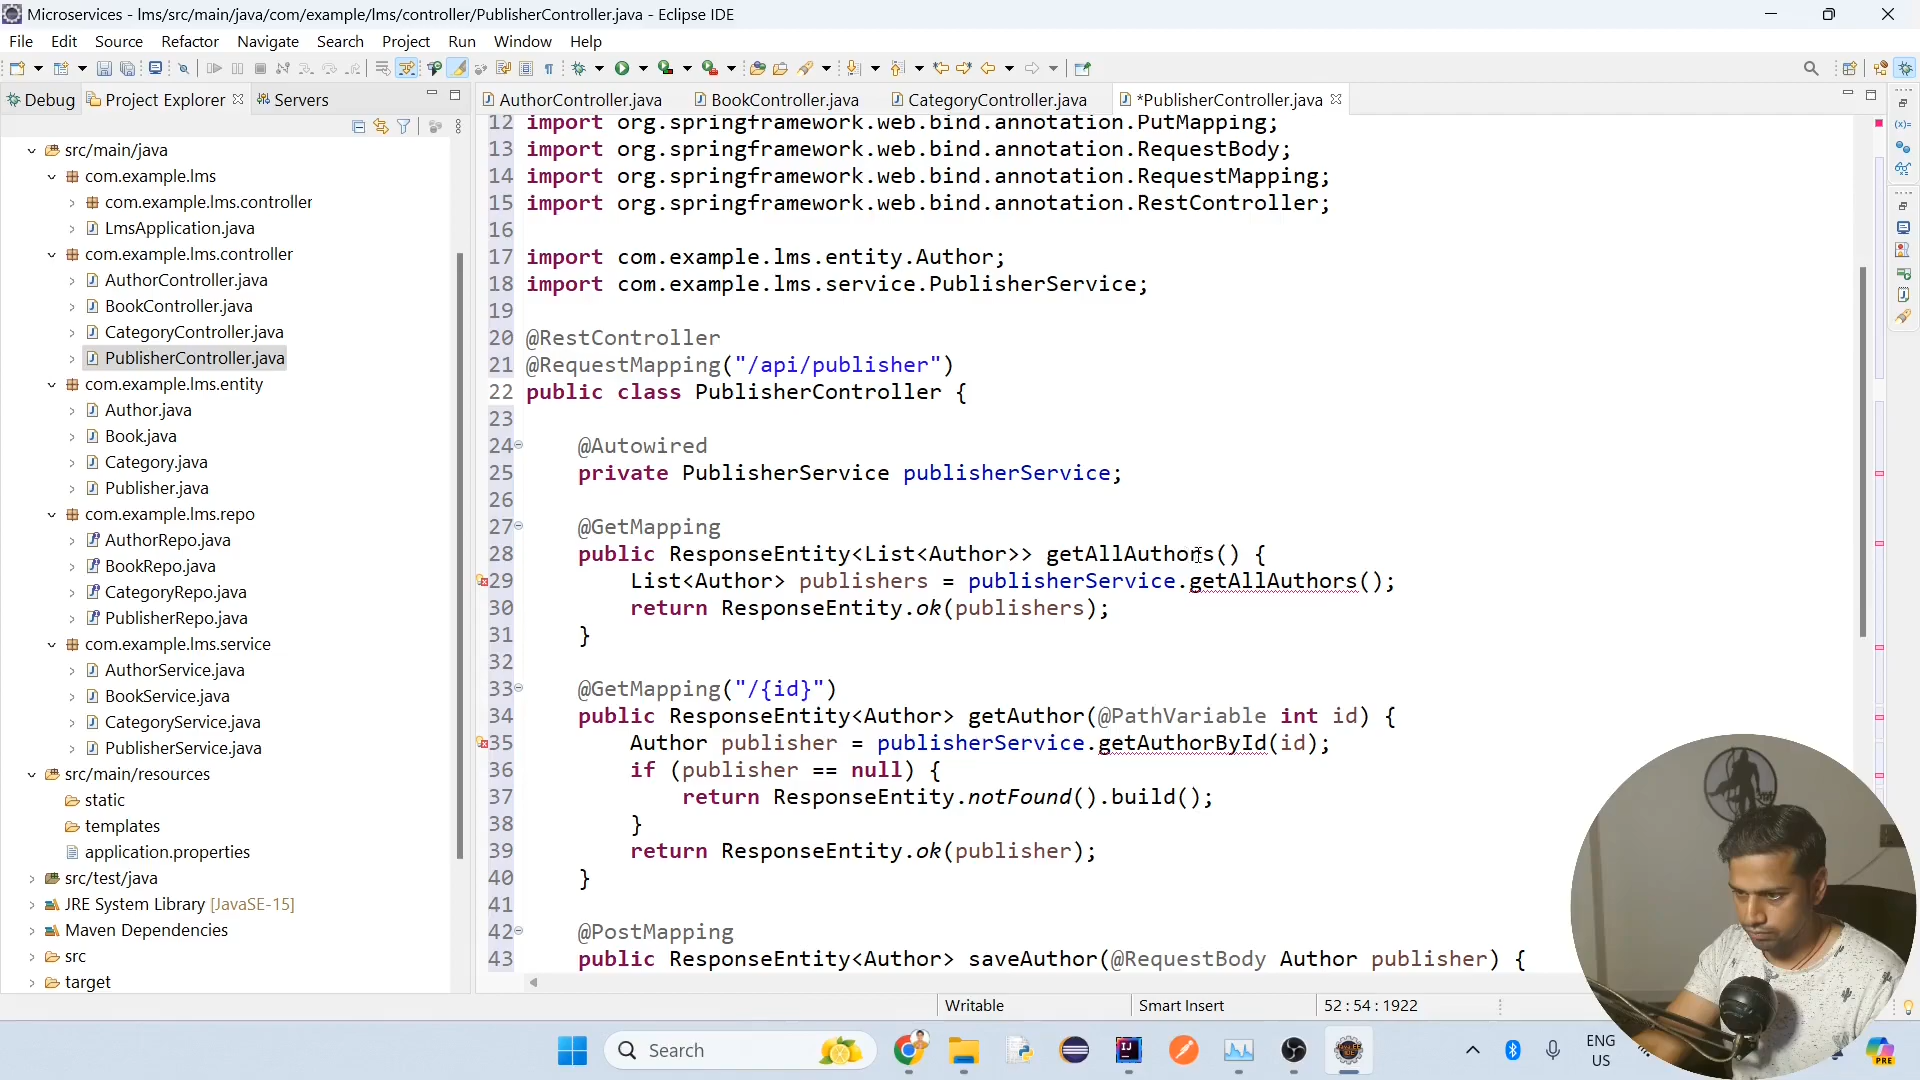 Microservices - lms/src/main/java/com/example/lms/controller/PublisherController.java - Eclipse IDE
File Edit Source Refactor Navigate Search Project Run Window Help
Debug Project Explorer Servers
AuthorController.java BookController.java CategoryController.java *PublisherController.java
src/main/java
com.example.lms
com.example.lms.controller
LmsApplication.java
com.example.lms.controller
AuthorController.java
BookController.java
CategoryController.java
PublisherController.java
com.example.lms.entity
Author.java
Book.java
Category.java
Publisher.java
com.example.lms.repo
AuthorRepo.java
BookRepo.java
CategoryRepo.java
PublisherRepo.java
com.example.lms.service
AuthorService.java
BookService.java
CategoryService.java
PublisherService.java
src/main/resources
static
templates
application.properties
src/test/java
JRE System Library [JavaSE-15]
Maven Dependencies
src
target
12 import org.springframework.web.bind.annotation.PutMapping;
13 import org.springframework.web.bind.annotation.RequestBody;
14 import org.springframework.web.bind.annotation.RequestMapping;
15 import org.springframework.web.bind.annotation.RestController;
16
17 import com.example.lms.entity.Author;
18 import com.example.lms.service.PublisherService;
19
20 @RestController
21 @RequestMapping("/api/publisher")
22 public class PublisherController {
23
24 @Autowired
25 private PublisherService publisherService;
26
27 @GetMapping
28 public ResponseEntity<List<Author>> getAllAuthors() {
29 List<Author> publishers = publisherService.getAllAuthors();
30 return ResponseEntity.ok(publishers);
31 }
32
33 @GetMapping("/{id}")
34 public ResponseEntity<Author> getAuthor(@PathVariable int id) {
35 Author publisher = publisherService.getAuthorById(id);
36 if (publisher == null) {
37 return ResponseEntity.notFound().build();
38 }
39 return ResponseEntity.ok(publisher);
40 }
41
42 @PostMapping
43 public ResponseEntity<Author> saveAuthor(@RequestBody Author publisher) {
Writable Smart Insert 52 : 54 : 1922
Search
ENG
US
PRE